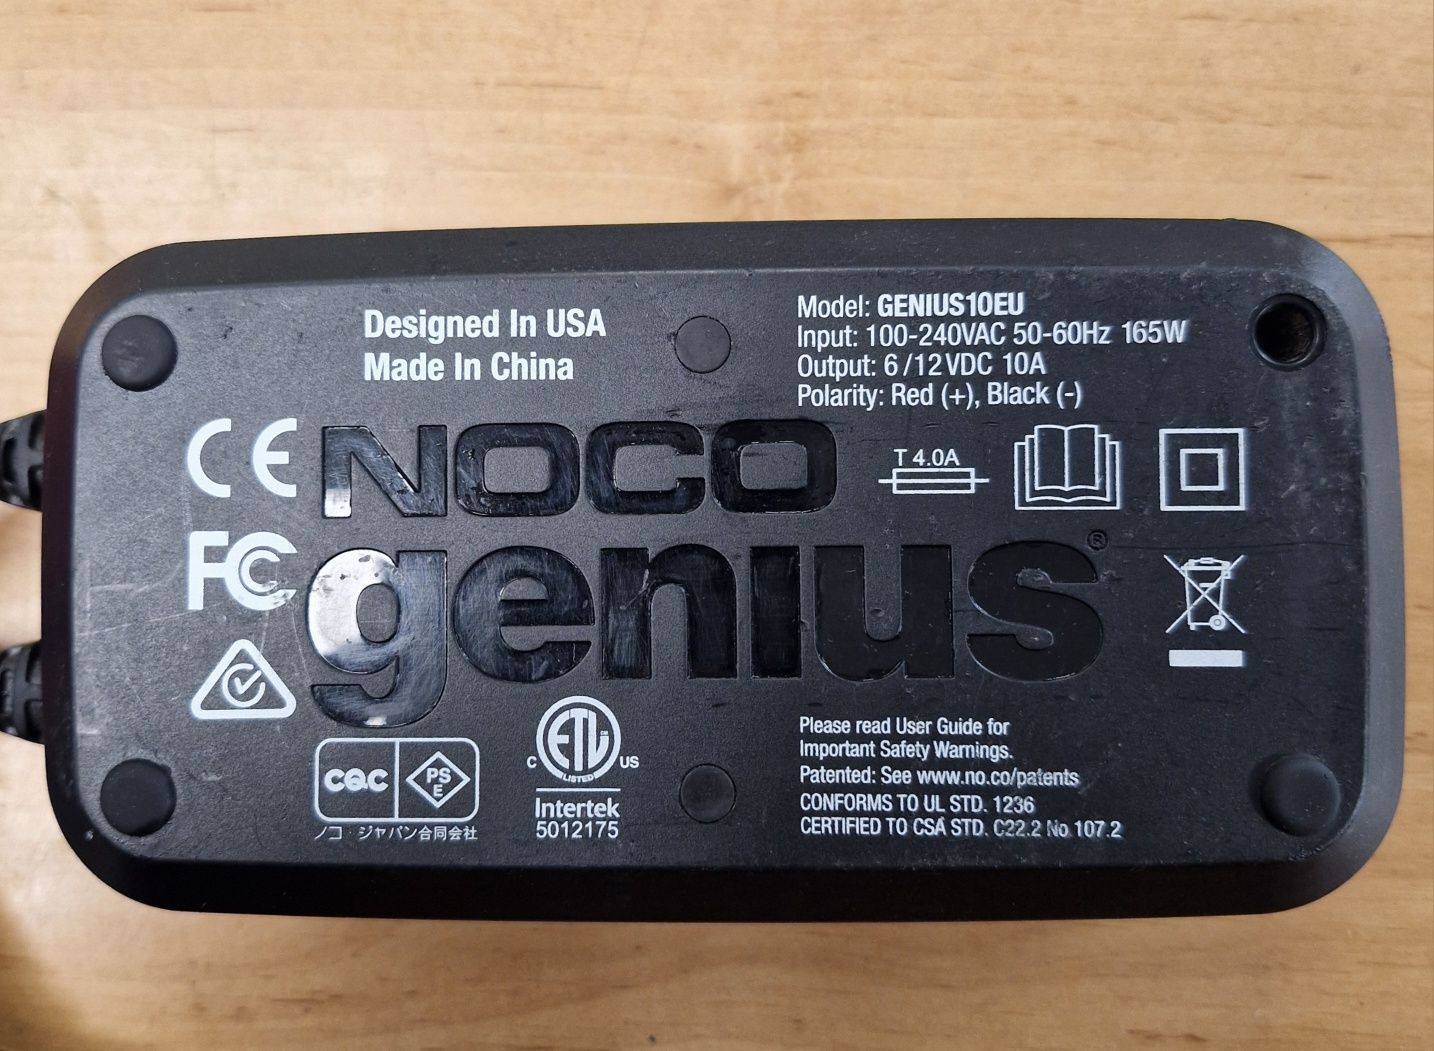 Designed In USA
Made In China
Model: GENIUS10EU
Input: 100-240VAC 50-60Hz 165W
Output: 6/12VDC 10A
Polarity: Red (+), Black (-)
CE
NOCO
T 4.0A
FC
genius®
Please read User Guide for
Important Safety Warnings.
Patented: See www.no.co/patents
CONFORMS TO UL STD. 1236
CERTIFIED TO CSA STD. C22.2 No.107.2
CQC
PS
E
ノコ・ジャパン合同会社
ETL
C US
LISTED
Intertek
5012175